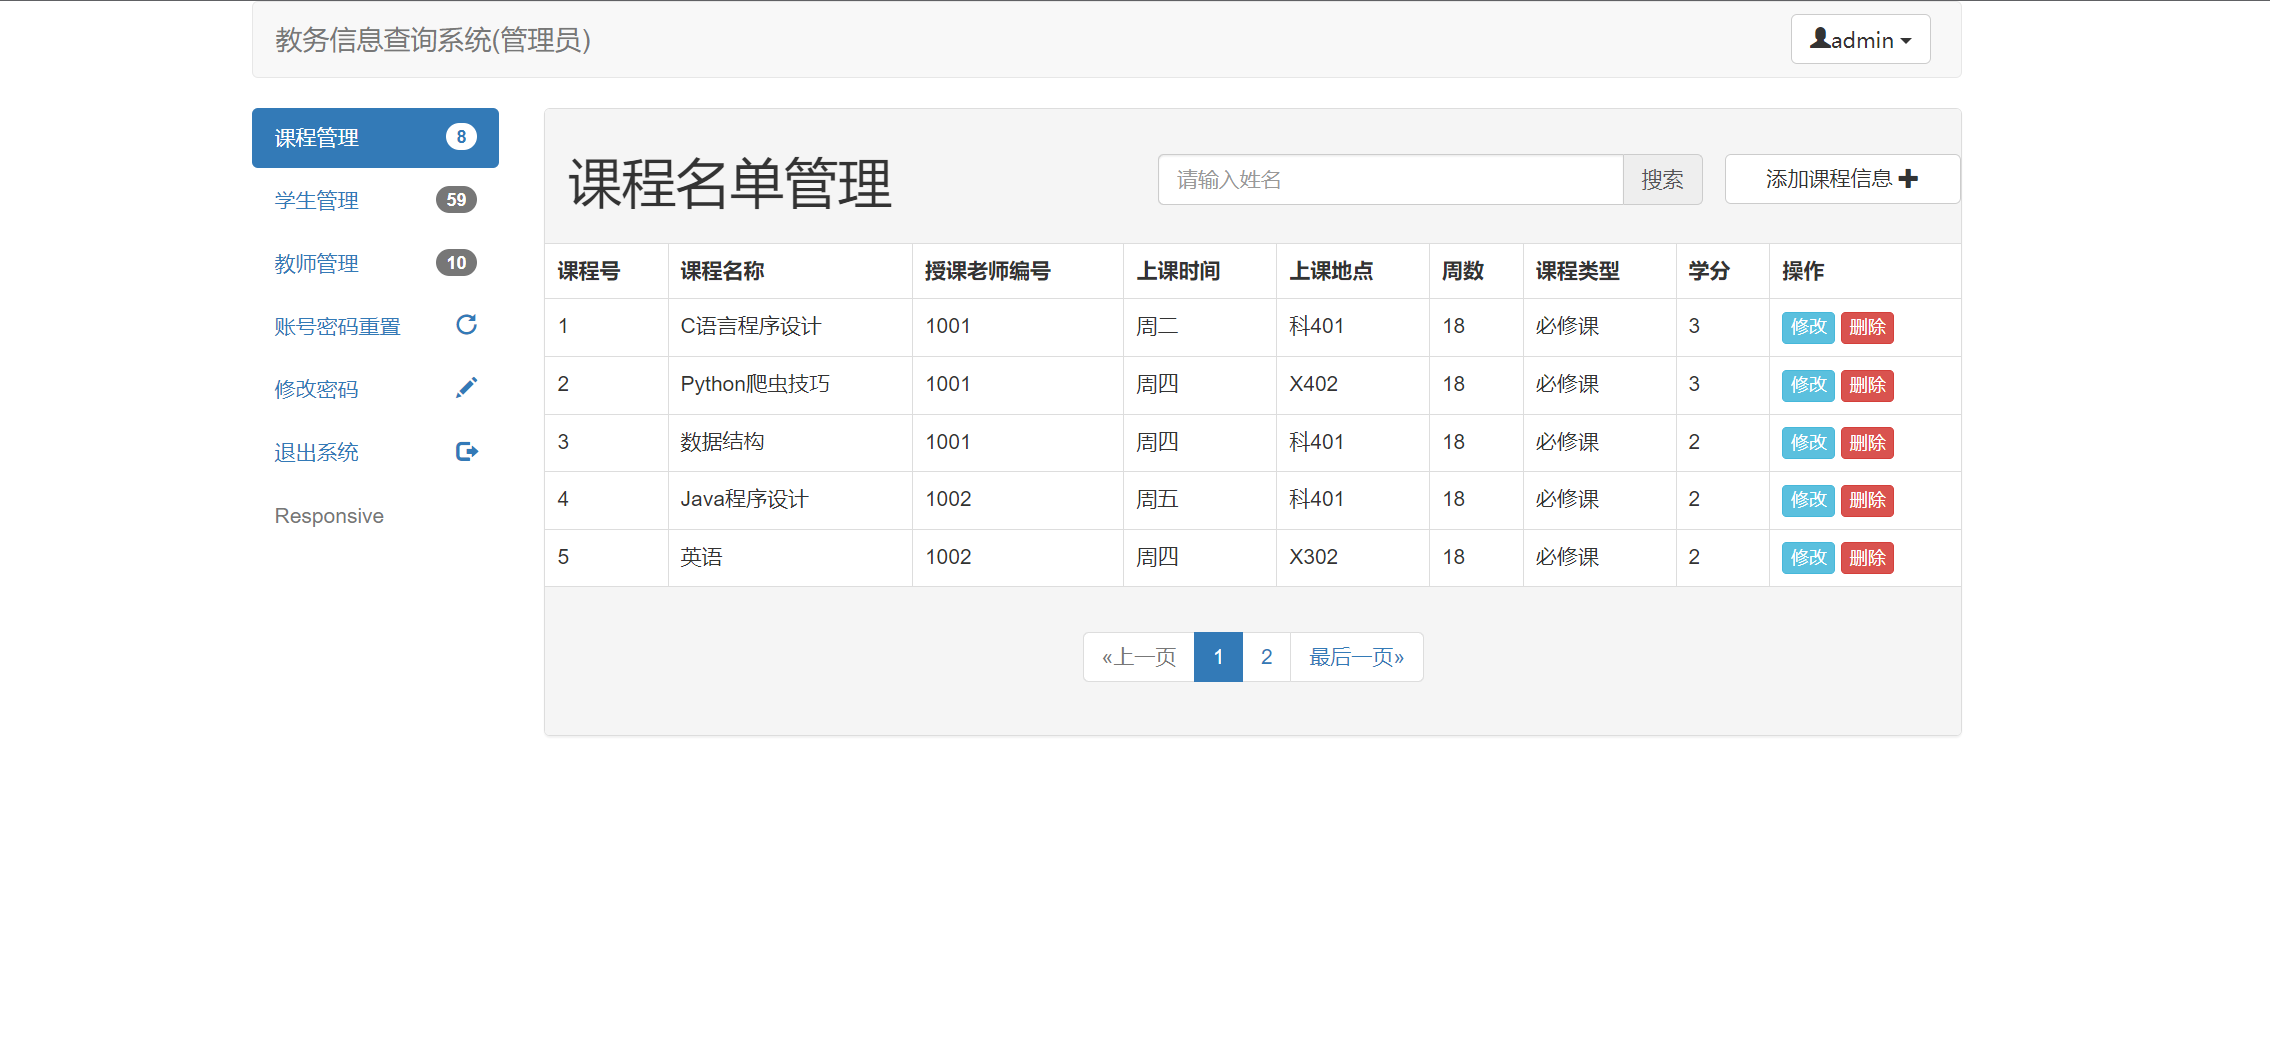 教务信息查询系统(管理员)
admin
课程管理 8
学生管理 59
教师管理 10
账号密码重置
修改密码
退出系统
Responsive
课程名单管理
请输入姓名 搜索 添加课程信息
课程号 课程名称 授课老师编号 上课时间 上课地点 周数 课程类型 学分 操作
1 C语言程序设计 1001 周二 科401 18 必修课 3 修改 删除
2 Python爬虫技巧 1001 周四 X402 18 必修课 3 修改 删除
3 数据结构 1001 周四 科401 18 必修课 2 修改 删除
4 Java程序设计 1002 周五 科401 18 必修课 2 修改 删除
5 英语 1002 周四 X302 18 必修课 2 修改 删除
«上一页 1 2 最后一页»